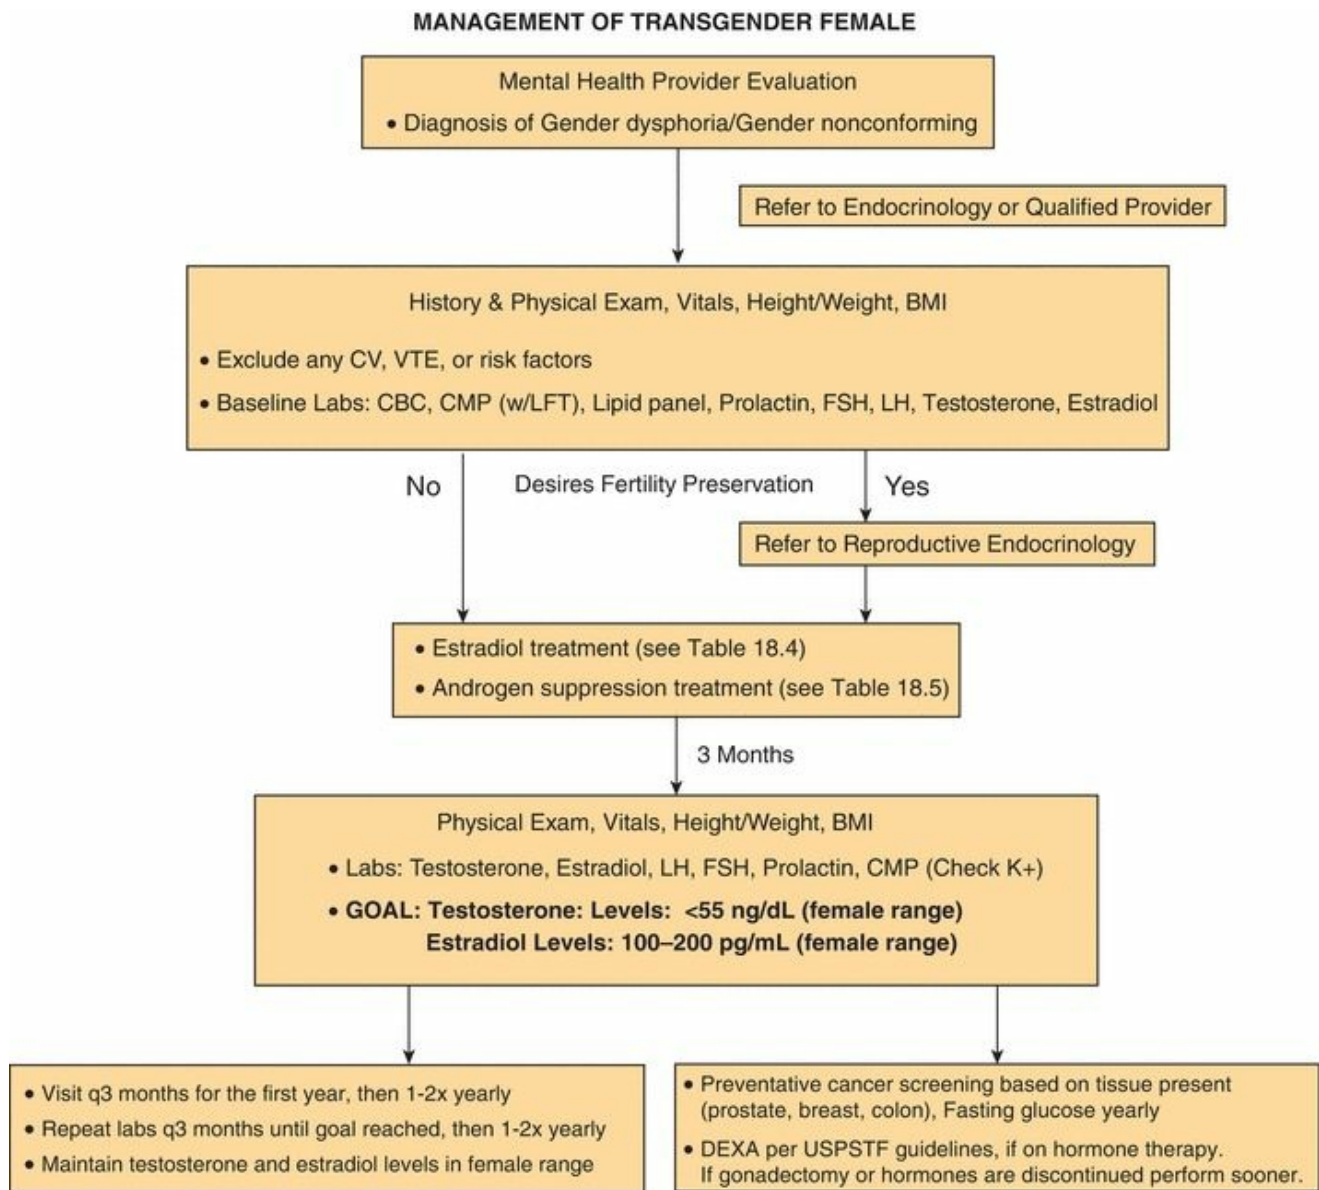 MANAGEMENT OF TRANSGENDER FEMALE
Mental Health Provider Evaluation
• Diagnosis of Gender dysphoria/Gender nonconforming
Refer to Endocrinology or Qualified Provider
History & Physical Exam, Vitals, Height/Weight, BMI
• Exclude any CV, VTE, or risk factors
• Baseline Labs: CBC, CMP (w/LFT), Lipid panel, Prolactin, FSH, LH, Testosterone, Estradiol
No
Desires Fertility Preservation
Yes
Refer to Reproductive Endocrinology
• Estradiol treatment (see Table 18.4)
• Androgen suppression treatment (see Table 18.5)
3 Months
Physical Exam, Vitals, Height/Weight, BMI
• Labs: Testosterone, Estradiol, LH, FSH, Prolactin, CMP (Check K+)
• GOAL: Testosterone: Levels: <55 ng/dL (female range)
Estradiol Levels: 100–200 pg/mL (female range)
• Visit q3 months for the first year, then 1-2x yearly
• Repeat labs q3 months until goal reached, then 1-2x yearly
• Maintain testosterone and estradiol levels in female range
• Preventative cancer screening based on tissue present
(prostate, breast, colon), Fasting glucose yearly
• DEXA per USPSTF guidelines, if on hormone therapy.
If gonadectomy or hormones are discontinued perform sooner.